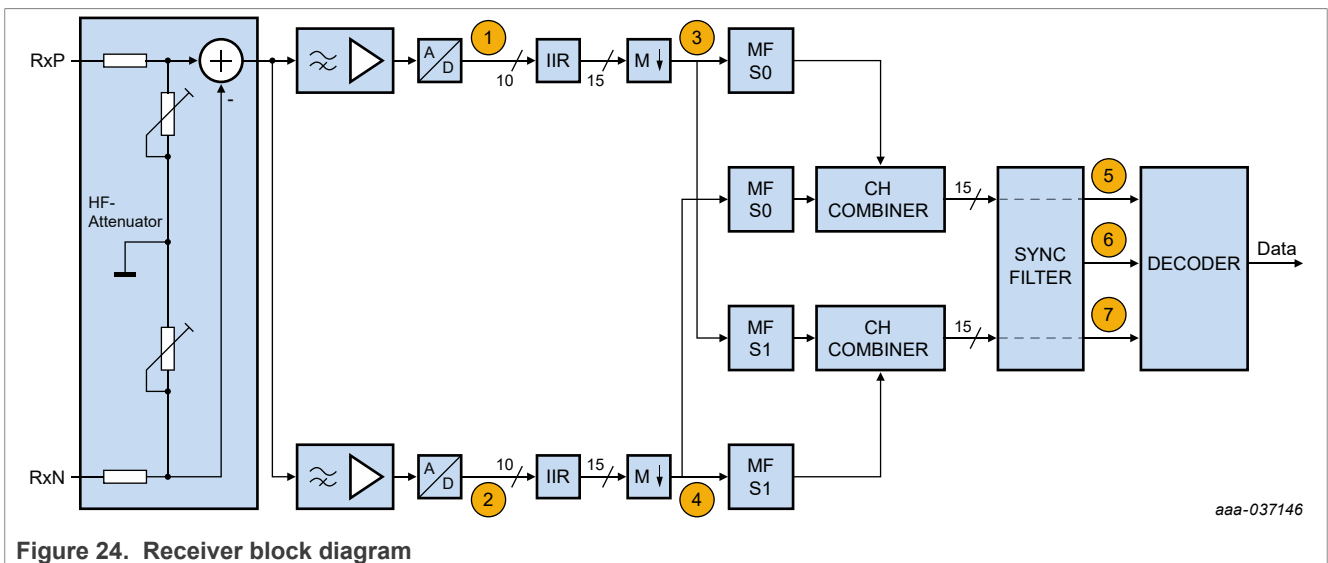 RxP
+
-
HF-
Attenuator
RxN
A
D
1
10
IIR
15
M ↓
3
MF
S0
MF
S0
CH
COMBINER
15
MF
S1
CH
COMBINER
15
SYNC
FILTER
5
6
7
DECODER
Data
A
D
10
2
IIR
15
M ↓
4
MF
S1
aaa-037146
Figure 24. Receiver block diagram